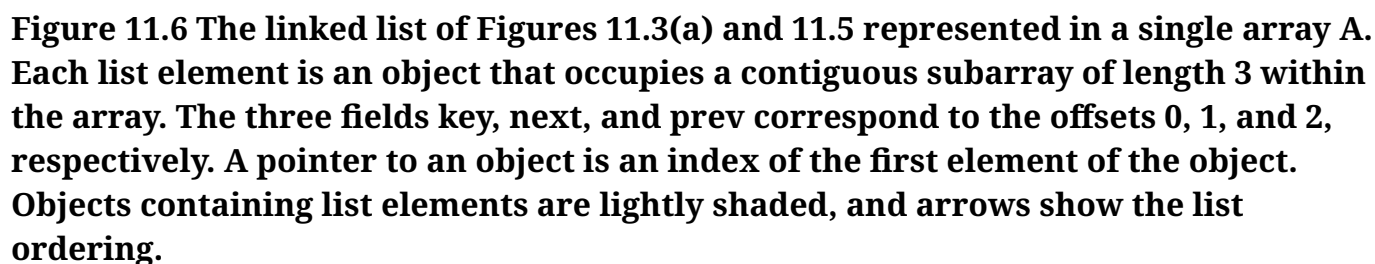 Figure 11.6 The linked list of Figures 11.3(a) and 11.5 represented in a single array A.
Each list element is an object that occupies a contiguous subarray of length 3 within
the array. The three fields key, next, and prev correspond to the offsets 0, 1, and 2,
respectively. A pointer to an object is an index of the first element of the object.
Objects containing list elements are lightly shaded, and arrows show the list
ordering.